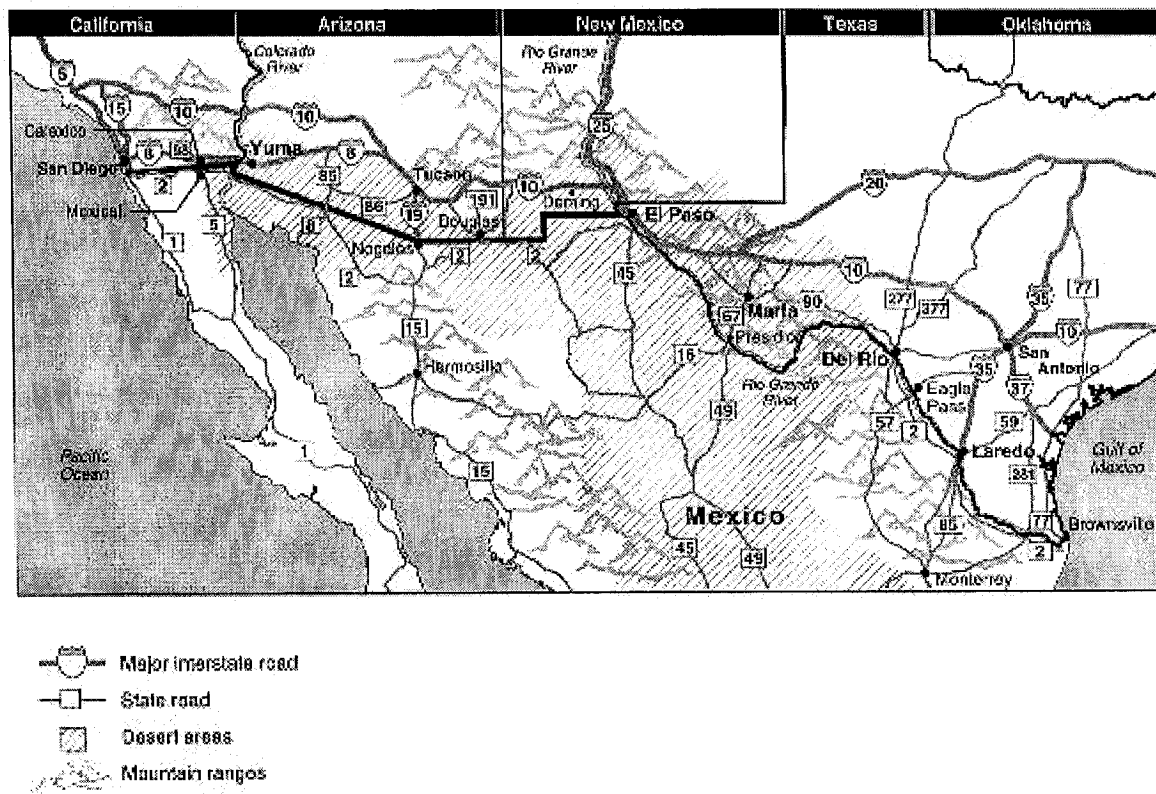 California Arizona New Mexico Texas Oklahoma
Colorado
River
Rio Grande
River
5
15
10
10
25
20
Calexico
8
98
Yuma
8
San Diego
2
Mexicali
85
Tucson
86
19
191
10
Deming
El Paso
Douglas
1
5
8
Nogales
2
2
2
45
10
35
77
2
67
Marfa
90
277
377
10
15
Presidio
16
Del Rio
San
Antonio
Hermosillo
Rio Grande
River
35
37
Eagle
Pass
49
57
2
59
Pacific
Ocean
1
15
Laredo
281
Gulf of
Mexico
Mexico
85
77
Brownsville
45
49
2
Monterrey
Major interstate road
State road
Desert areas
Mountain ranges